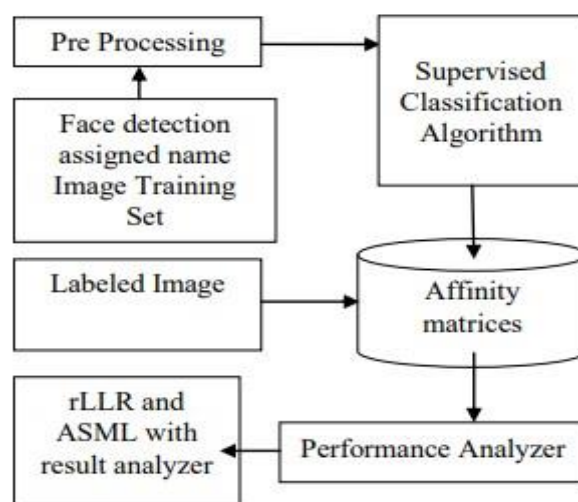 Pre Processing
Supervised
Classification
Algorithm
Face detection
assigned name
Image Training
Set
Labeled Image
Affinity
matrices
rLLR and
ASML with
result analyzer
Performance Analyzer